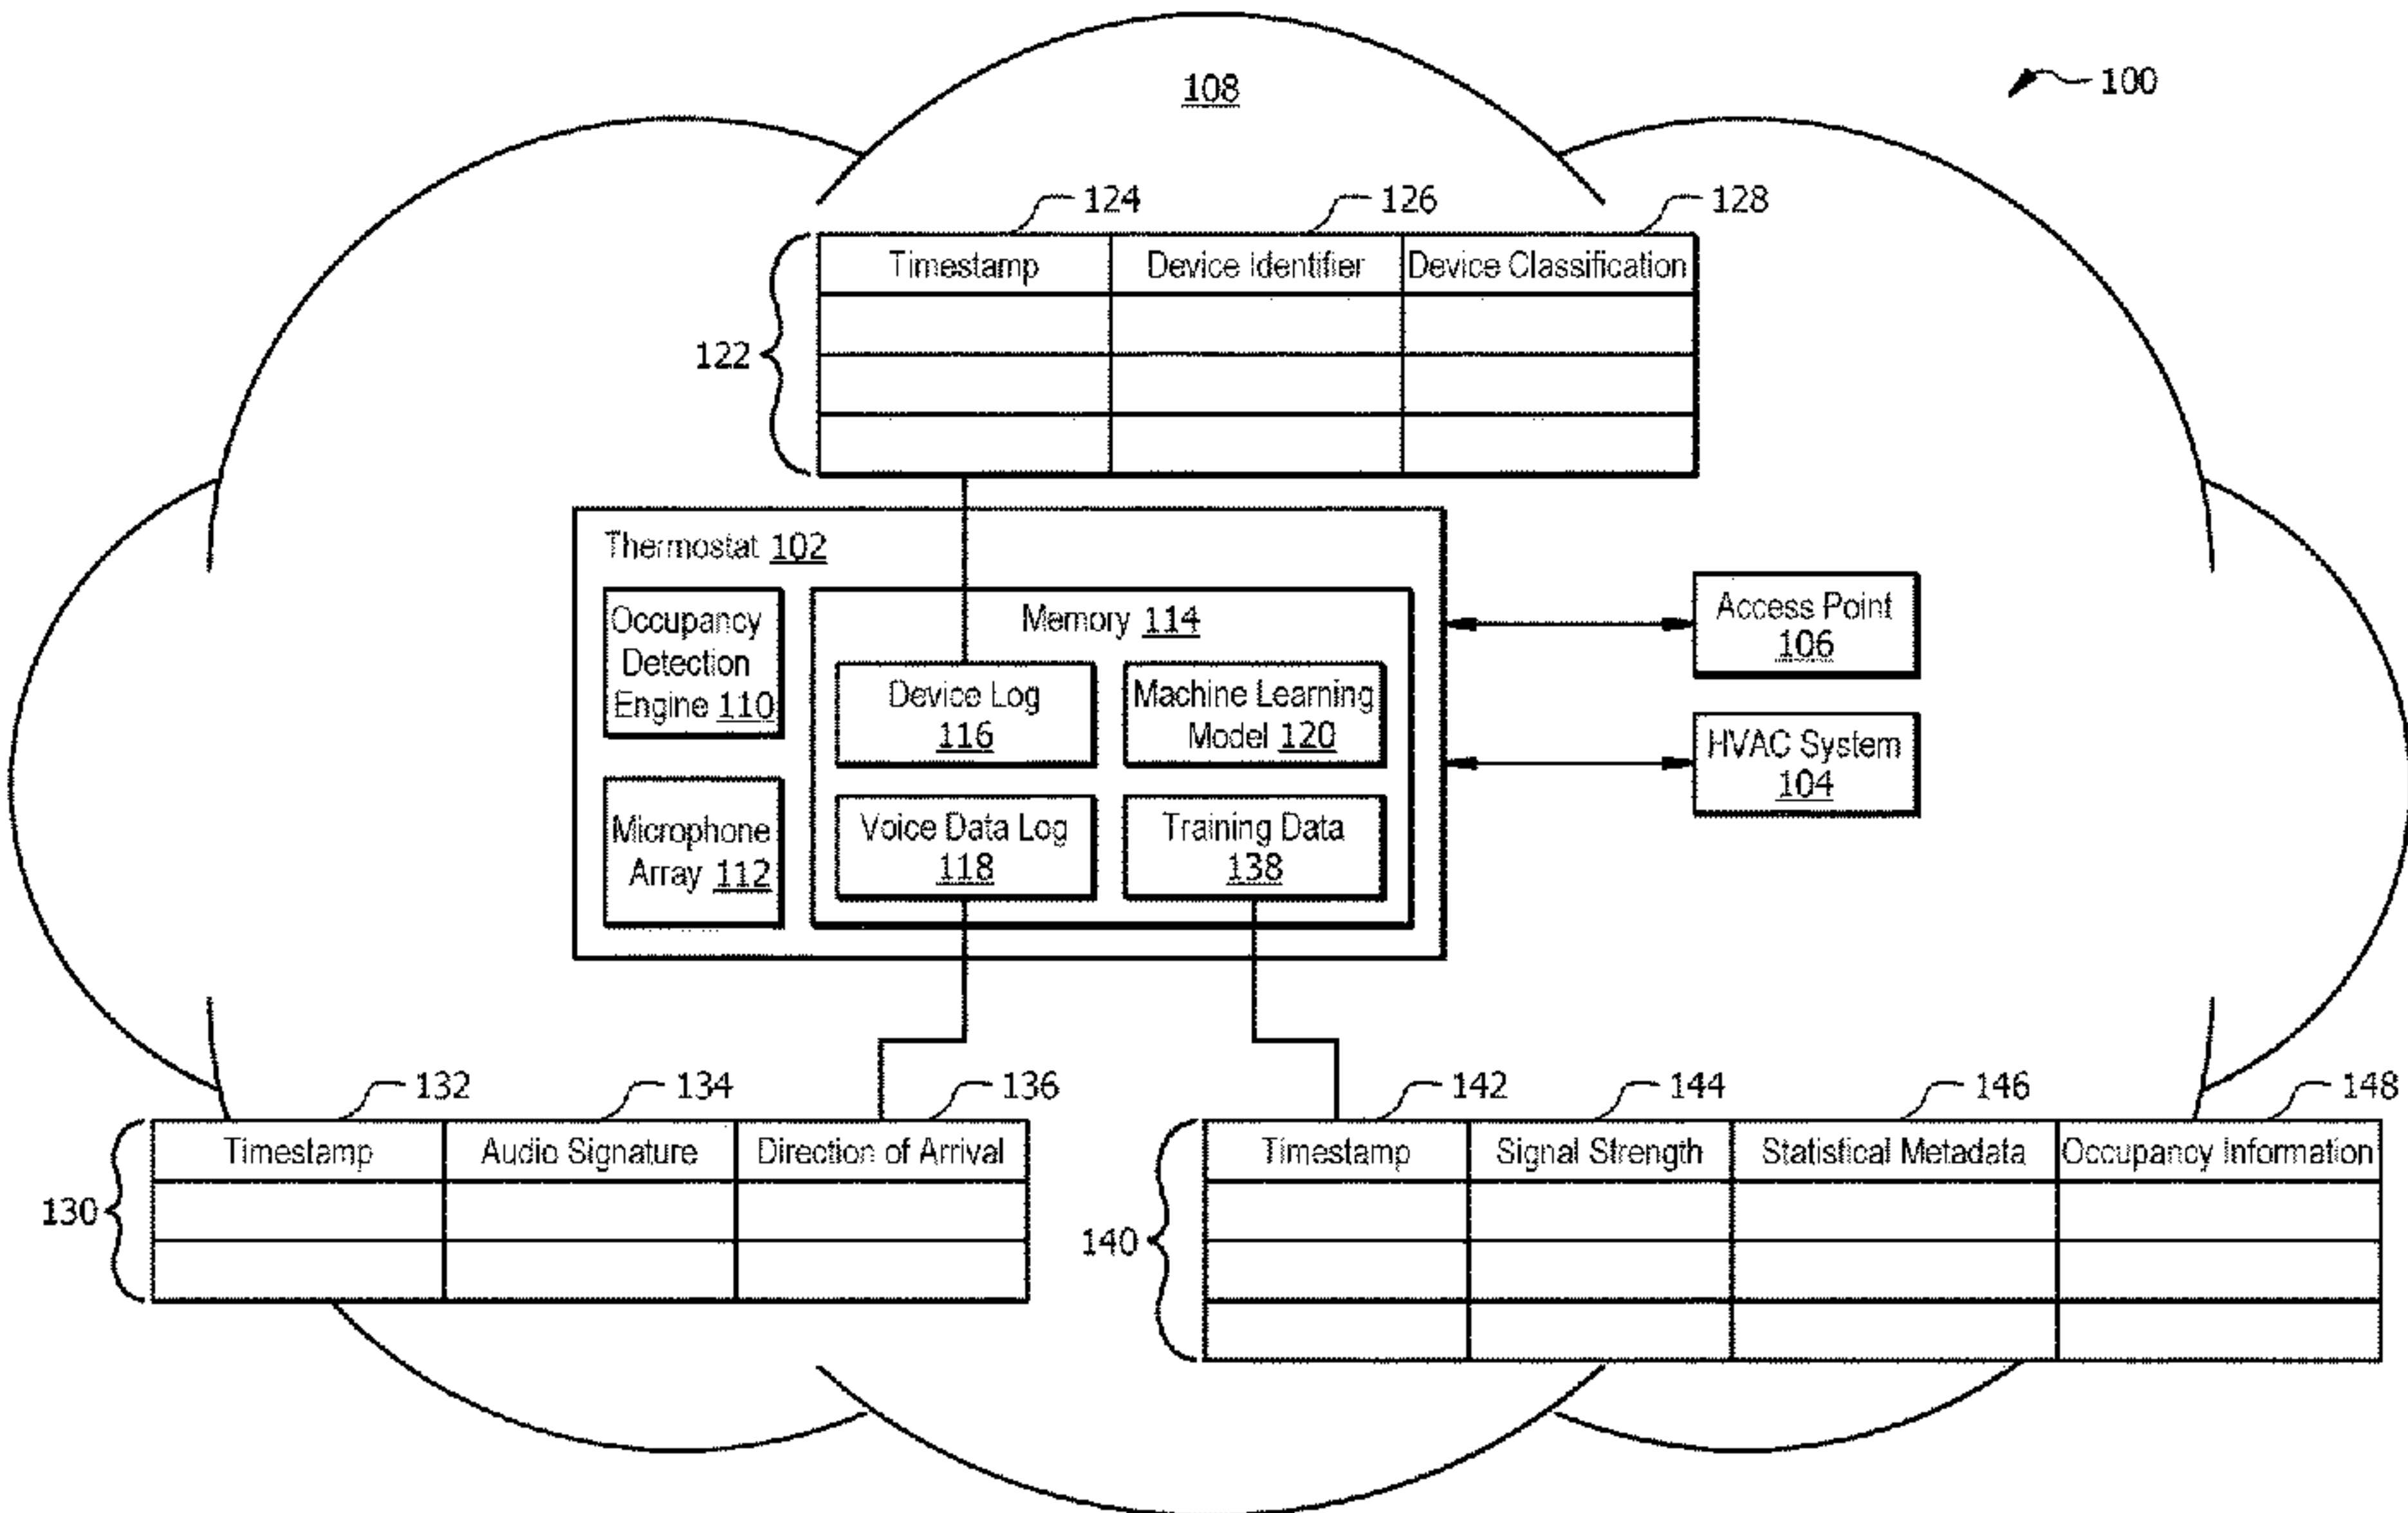 108
100
124
126
128
Timestamp
Device Identifier
Device Classification
122
Thermostat 102
Occupancy
Detection
Engine 110
Microphone
Array 112
Memory 114
Device Log
116
Machine Learning
Model 120
Voice Data Log
118
Training Data
138
Access Point
106
HVAC System
104
132
134
136
Timestamp
Audio Signature
Direction of Arrival
130
142
144
146
148
Timestamp
Signal Strength
Statistical Metadada
Occupancy Information
140